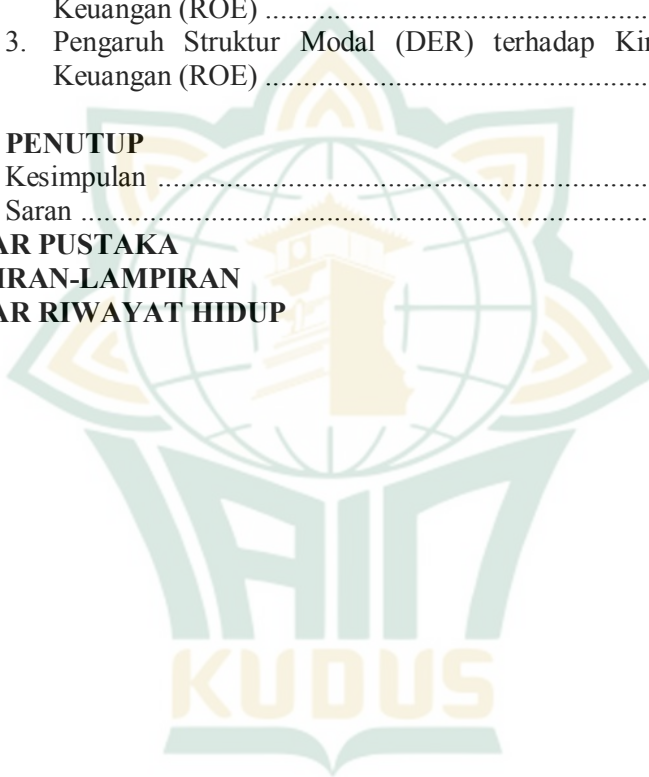 Keuangan (ROE) ..................................................
3. Pengaruh Struktur Modal (DER) terhadap Kin
Keuangan (ROE) ..................................................
PENUTUP
Kesimpulan ................................................................
Saran ..........................................................................
AR PUSTAKA
IRAN-LAMPIRAN
AR RIWAYAT HIDUP
IAIN
KUDUS